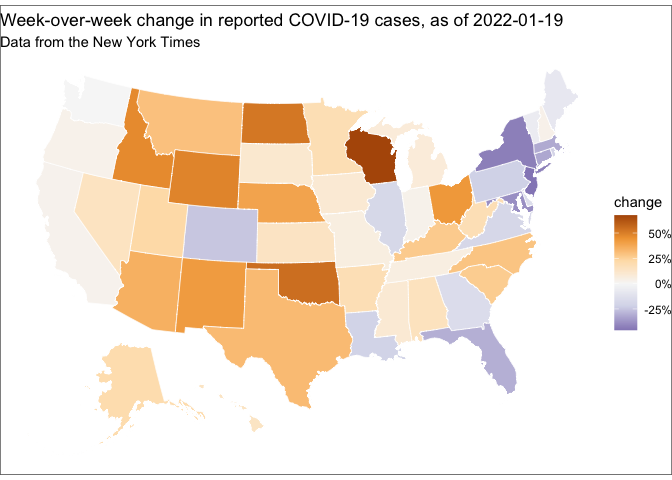 Week-over-week change in reported COVID-19 cases, as of 2022-01-19
Data from the New York Times
change
50%
25%
0%
-25%